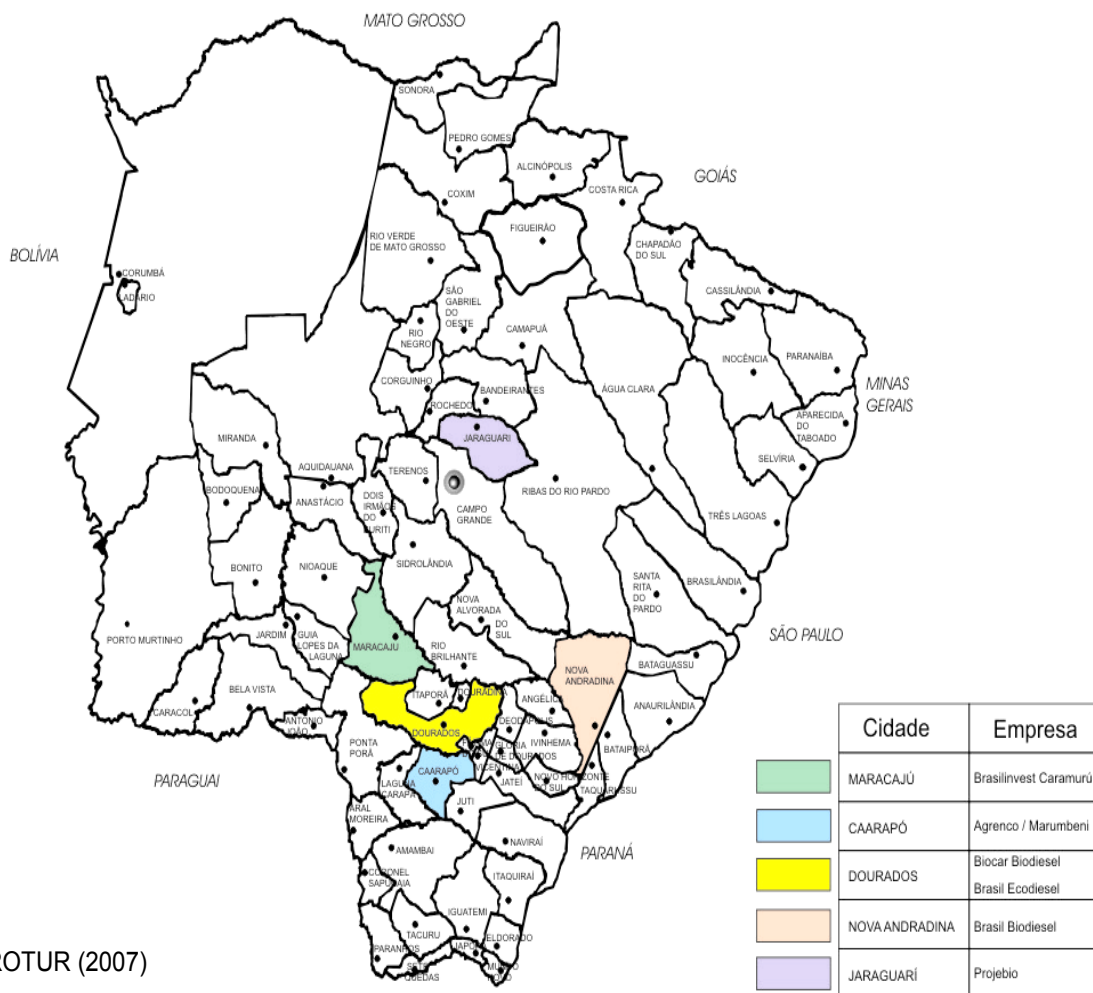 MATO GROSSO
SONORA
PEDRO GOMES
ALCINÓPOLIS
GOIÁS
COSTA RICA
COXIM
FIGUEIRÃO
RIO VERDE
DE MATO GROSSO
CHAPADÃO
DO SUL
BOLÍVIA
CORUMBÁ
LADÁRIO
CASSILÂNDIA
SÃO
GABRIEL
DO
OESTE
RIO
NEGRO
CAMAPUÃ
INOCÊNCIA
PARANAÍBA
MINAS
GERAIS
CORGUINHO
BANDEIRANTES
ÁGUA CLARA
ROCHEDO
APARECIDA
DO
TABOADO
JARAGUARI
MIRANDA
SELVÍRIA
AQUIDAUANA
TERENOS
BODOQUENA
ANASTÁCIO
DOIS
IRMÃOS
DO
BURITI
RIBAS DO RIO PARDO
CAMPO
GRANDE
TRÊS LAGOAS
SIDROLÂNDIA
BONITO
NIOAQUE
SANTA
RITA
DO
PARDO
BRASILÂNDIA
NOVA
ALVORADA
DO
SUL
PORTO MURTINHO
JARDIM
GUIA
LOPES DA
LAGUNA
MARACAJÚ
RIO
BRILHANTE
SÃO PAULO
NOVA
ANDRADINA
BATAGUASSU
BELA VISTA
CARACOL
ITAPORÃ
DOURADINA
ANGÉLICA
ANAURILÂNDIA
ANTONIO
JOÃO
DOURADOS
DEODÁPOLIS
IVINHEMA
BATAIPORÃ
PONTA
PORÃ
GLÓRIA
DE DOURADOS
VICENTINA
CAARAPÓ
JATEÍ
NOVO HORIZONTE
DO SUL
TAQUARUSSU
PARAGUAI
LAGUNA
CARAPÃ
JUTI
ARAL
MOREIRA
NAVIRAÍ
PARANÁ
AMAMBAI
CORONEL
SAPUCAIA
ITAQUIRAÍ
IGUATEMI
TACURU
ELDORADO
PARANHOS
SETE
QUEDAS
JAPORÃ
MUNDO
NOVO
ROTUR (2007)
Cidade Empresa
MARACAJÚ Brasilinvest Caramurú
CAARAPÓ Agrenco / Marumbeni
DOURADOS Biocar Biodiesel
Brasil Ecodiesel
NOVA ANDRADINA Brasil Biodiesel
JARAGUARÍ Projebio